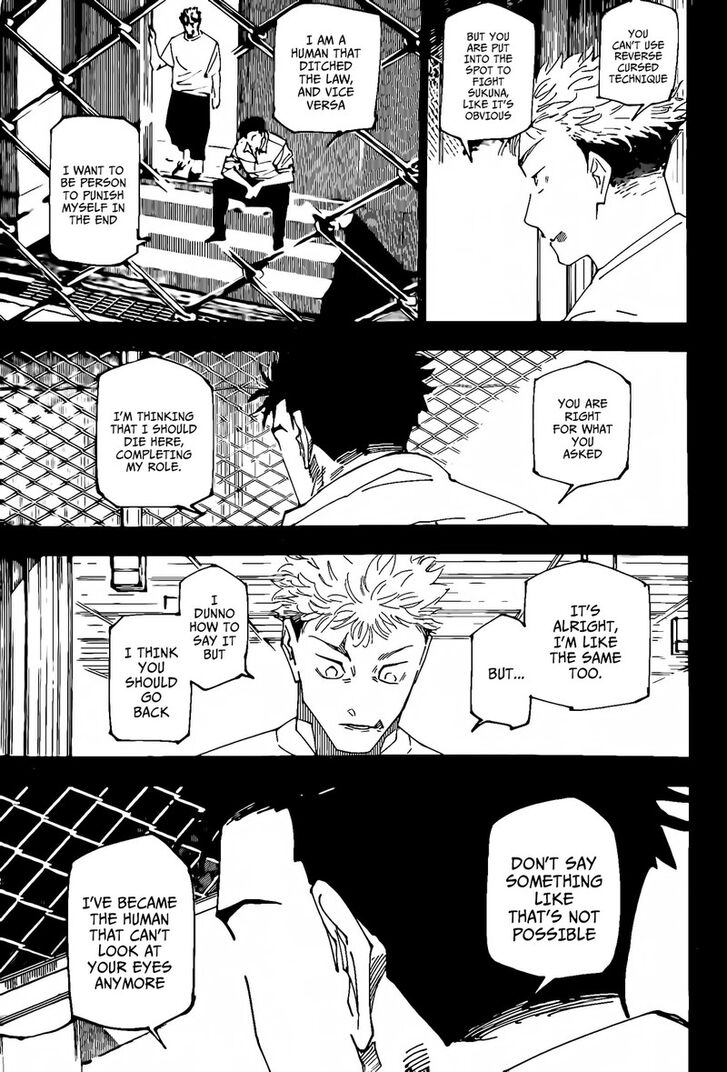 YOU
CAN'T USE
REVERSE
CURSED
TECHNIQUE
BUT YOU
ARE PUT
INTO THE
SPOT TO
FIGHT
SUKUNA,
LIKE IT'S
OBVIOUS
I AM A
HUMAN THAT
DITCHED
THE LAW,
AND VICE
VERSA
I WANT TO
BE PERSON
TO PUNISH
MYSELF IN
THE END
YOU ARE
RIGHT
FOR WHAT
YOU
ASKED
I'M THINKING
THAT I SHOULD
DIE HERE,
COMPLETING
MY ROLE.
IT'S
ALRIGHT,
I'M LIKE
THE SAME
TOO.
BUT...
I
DUNNO
HOW TO
SAY IT
BUT
I THINK
YOU
SHOULD
GO
BACK
DON'T SAY
SOMETHING
LIKE
THAT'S NOT
POSSIBLE
I'VE BECAME
THE HUMAN
THAT CAN'T
LOOK AT
YOUR EYES
ANYMORE